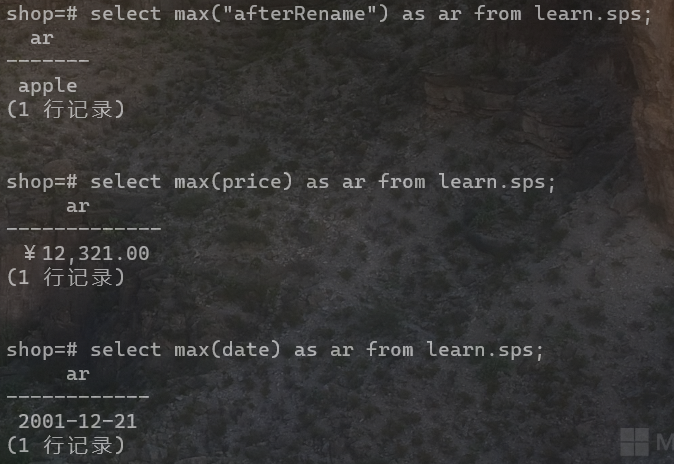 shop=# select max("afterRename") as ar from learn.sps;
ar
-------
apple
(1 行记录)
shop=# select max(price) as ar from learn.sps;
ar
-------------
￥12,321.00
(1 行记录)
shop=# select max(date) as ar from learn.sps;
ar
------------
2001-12-21
(1 行记录)